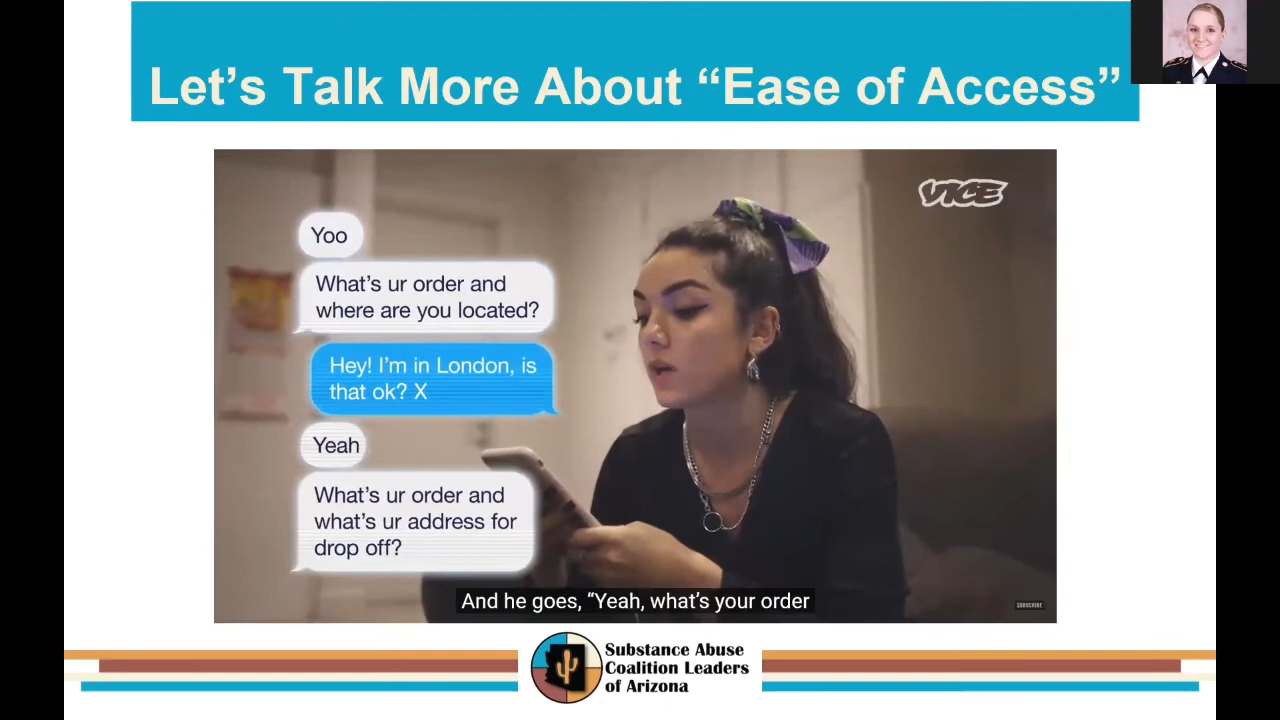 Let's Talk More About “Ease of Access”
VICE
Yoo
What's ur order and
where are you located?
Hey! I'm in London, is
that ok? X
Yeah
What's ur order and
what's ur address for
drop off?
And he goes, “Yeah, what's your order
SUBSCRIBE
Substance Abuse
Coalition Leaders
of Arizona